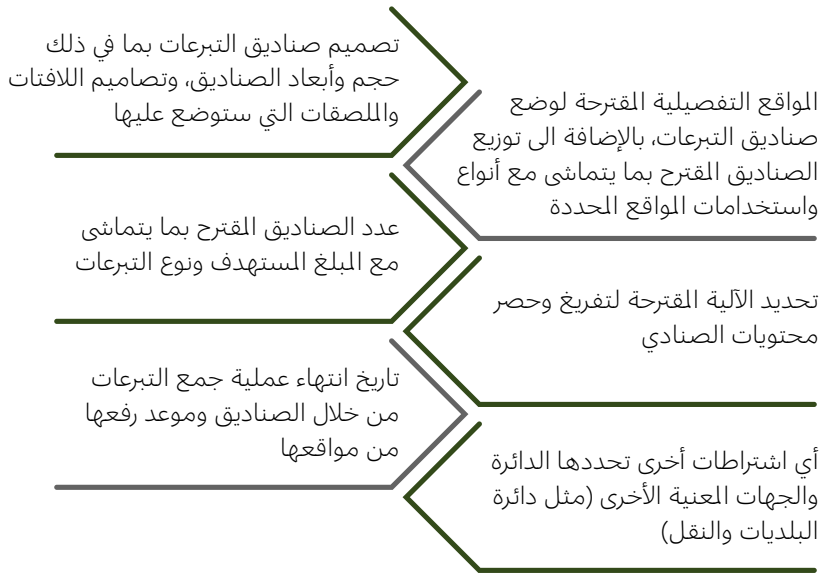 تصميم صناديق التبرعات بما في ذلك
حجم وأبعاد الصناديق، وتصاميم اللافتات
والملصقات التي ستوضع عليها
المواقع التفصيلية المقترحة لوضع
صناديق التبرعات، بالإضافة الى توزيع
الصناديق المقترح بما يتماشى مع أنواع
واستخدامات المواقع المحددة
عدد الصناديق المقترح بما يتماشى
مع المبلغ المستهدف ونوع التبرعات
تحديد الآلية المقترحة لتفريغ وحصر
محتويات الصنادي
تاريخ انتهاء عملية جمع التبرعات
من خلال الصناديق وموعد رفعها
من مواقعها
أي اشتراطات أخرى تحددها الدائرة
والجهات المعنية الأخرى (مثل دائرة
البلديات والنقل)